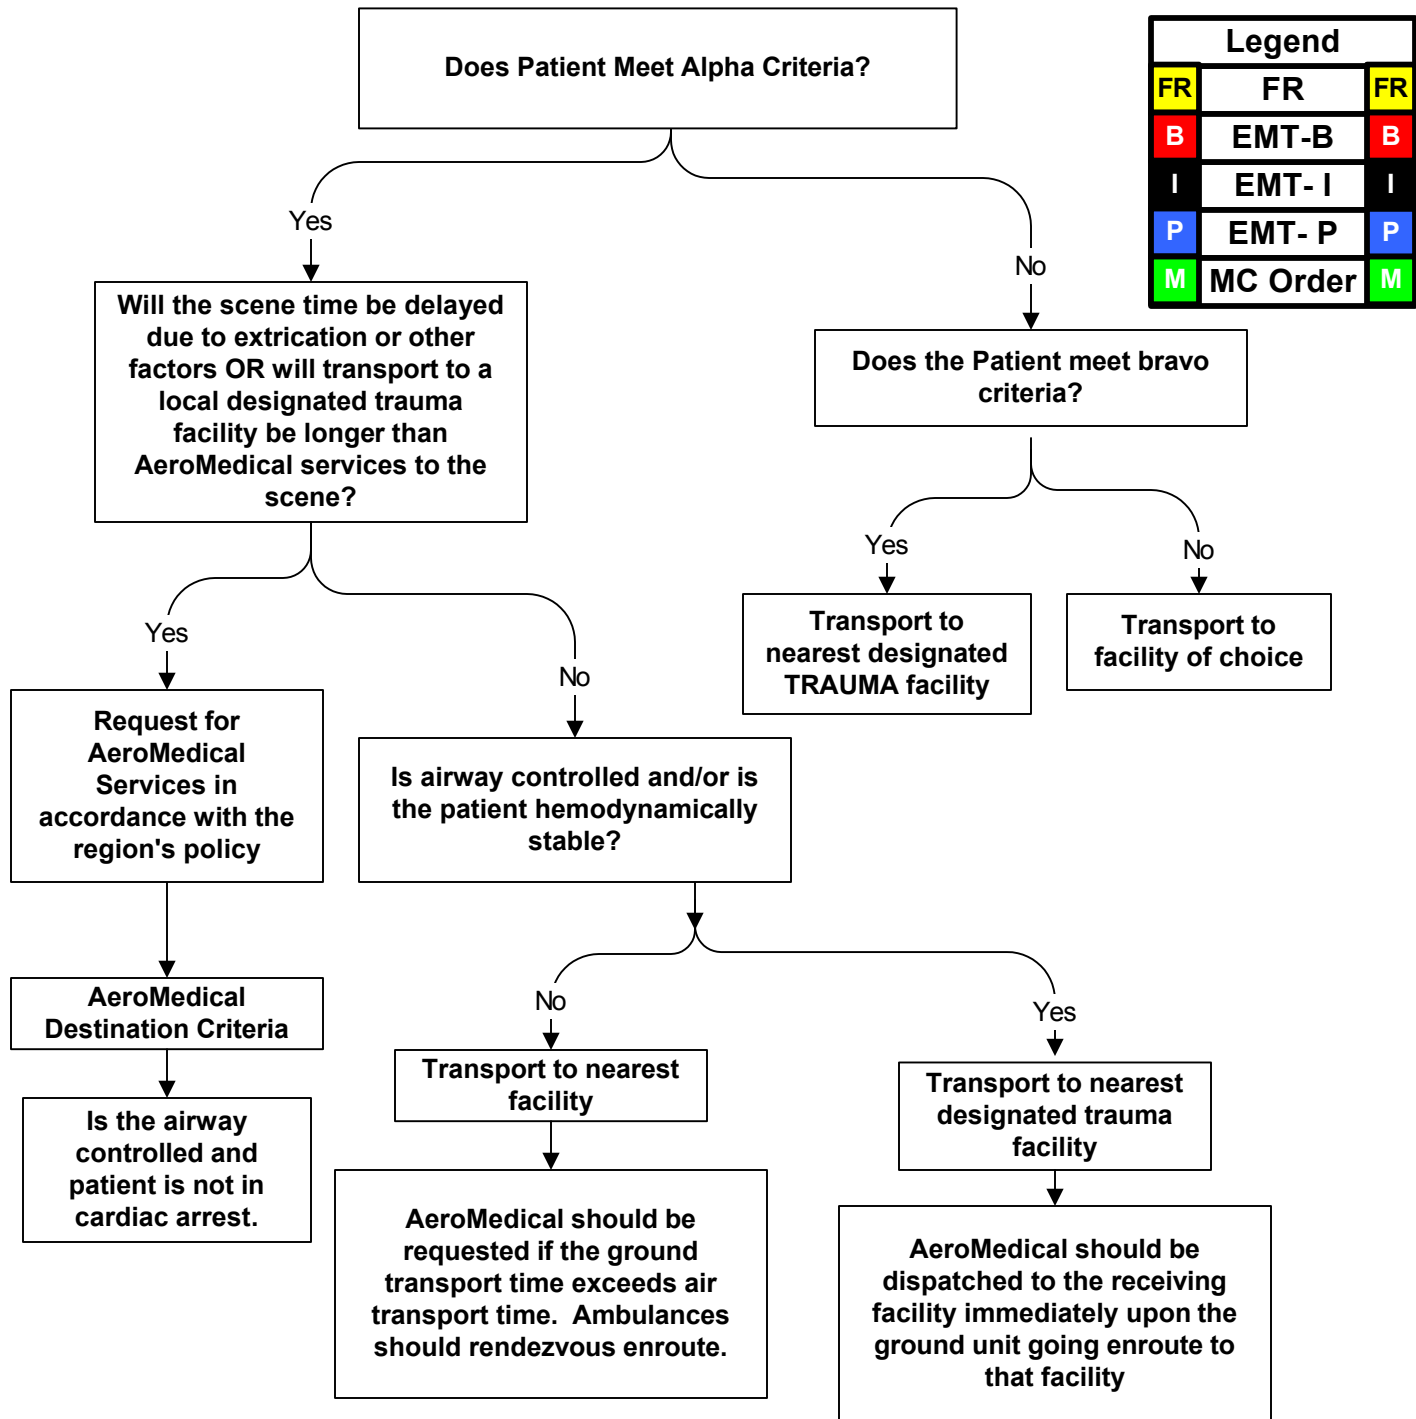 Does Patient Meet Alpha Criteria?
Legend
FR FR FR
B EMT-B B
I EMT- I I
P EMT- P P
M MC Order M
Yes
No
Will the scene time be delayed
due to extrication or other
factors OR will transport to a
local designated trauma
facility be longer than
AeroMedical services to the
scene?
Does the Patient meet bravo
criteria?
Yes
No
Transport to
nearest designated
TRAUMA facility
Transport to
facility of choice
Yes
No
Request for
AeroMedical
Services in
accordance with the
region's policy
Is airway controlled and/or is
the patient hemodynamically
stable?
AeroMedical
Destination Criteria
Is the airway
controlled and
patient is not in
cardiac arrest.
No
Yes
Transport to nearest
facility
Transport to nearest
designated trauma
facility
AeroMedical should be
requested if the ground
transport time exceeds air
transport time.  Ambulances
should rendezvous enroute.
AeroMedical should be
dispatched to the receiving
facility immediately upon the
ground unit going enroute to
that facility